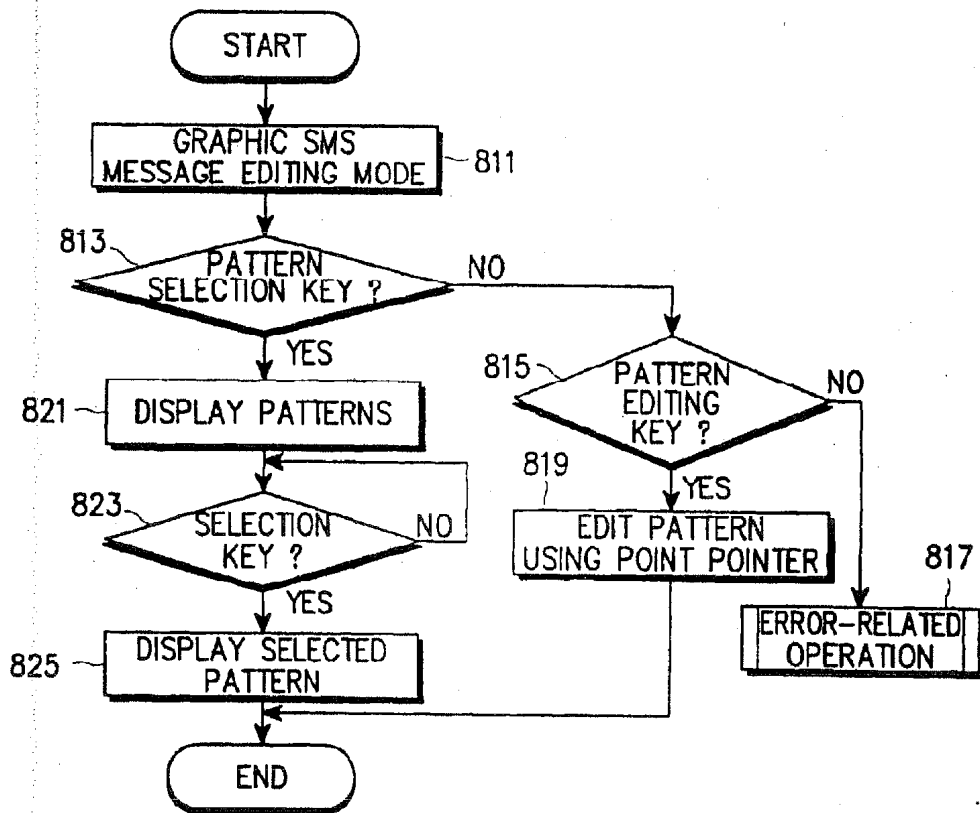 START
GRAPHIC SMS
MESSAGE EDITING MODE
811
813
PATTERN
SELECTION KEY ?
NO
YES
815
PATTERN
EDITING
KEY ?
NO
821
DISPLAY PATTERNS
819
YES
823
SELECTION
KEY ?
NO
EDIT PATTERN
USING POINT POINTER
YES
817
ERROR-RELATED
OPERATION
825
DISPLAY SELECTED
PATTERN
END